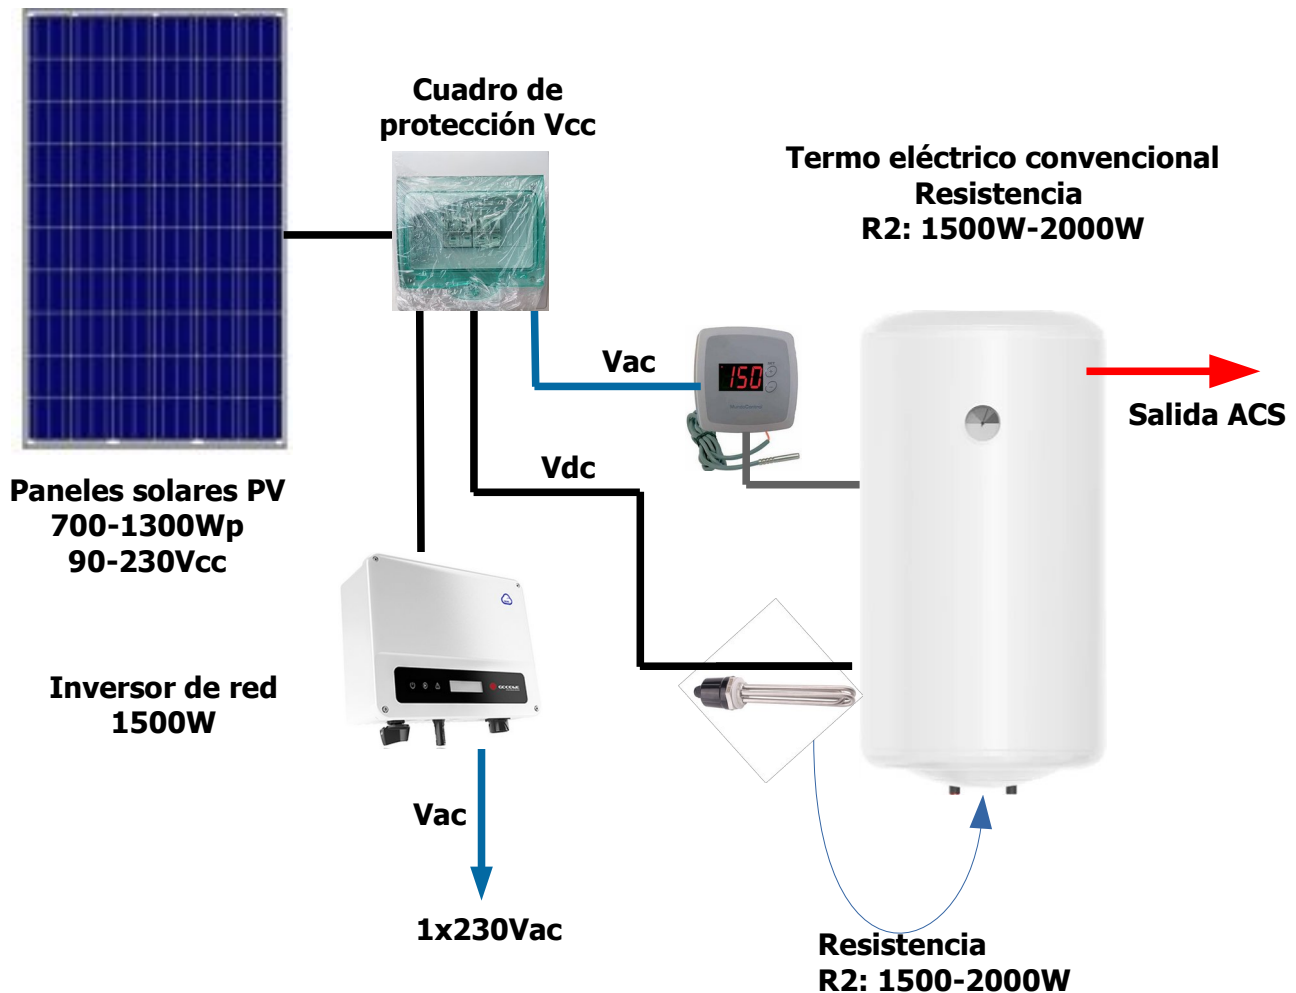 Cuadro de
protección Vcc
Termo eléctrico convencional
Resistencia
R2: 1500W-2000W
Vac
150
Salida ACS
Vdc
Paneles solares PV
700-1300Wp
90-230Vcc
Inversor de red
1500W
Vac
1x230Vac
Resistencia
R2: 1500-2000W